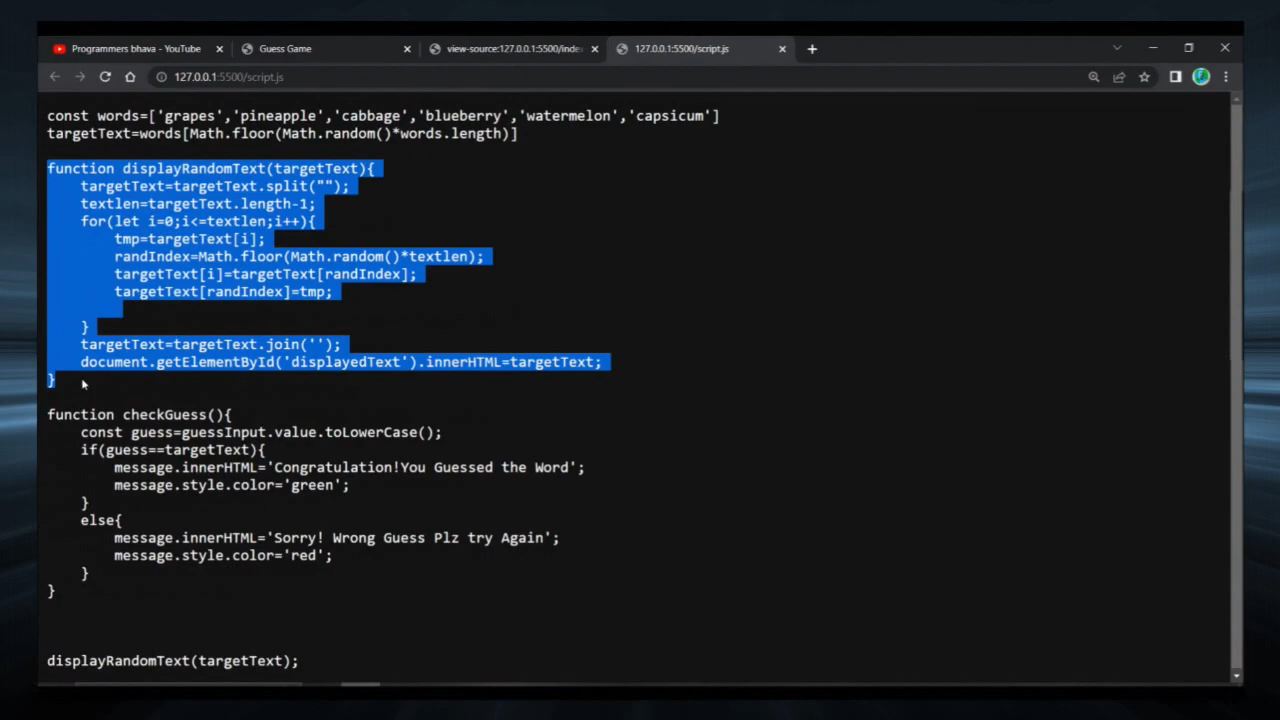 Programmers bhava - YouTube
Guess Game
view-source:127.0.0.1:5500/inde
127.0.0.1:5500/script.js
127.0.0.1:5500/script.js
const words=['grapes','pineapple','cabbage','blueberry','watermelon','capsicum']
targetText=words[Math.floor(Math.random()*words.length)]
function displayRandomText(targetText){
    targetText=targetText.split("");
    textlen=targetText.length-1;
    for(let i=0;i<=textlen;i++){
        tmp=targetText[i];
        randIndex=Math.floor(Math.random()*textlen);
        targetText[i]=targetText[randIndex];
        targetText[randIndex]=tmp;
    }
    targetText=targetText.join('');
    document.getElementById('displayedText').innerHTML=targetText;
}
function checkGuess(){
    const guess=guessInput.value.toLowerCase();
    if(guess==targetText){
        message.innerHTML='Congratulation!You Guessed the Word';
        message.style.color='green';
    }
    else{
        message.innerHTML='Sorry! Wrong Guess Plz try Again';
        message.style.color='red';
    }
}
displayRandomText(targetText);